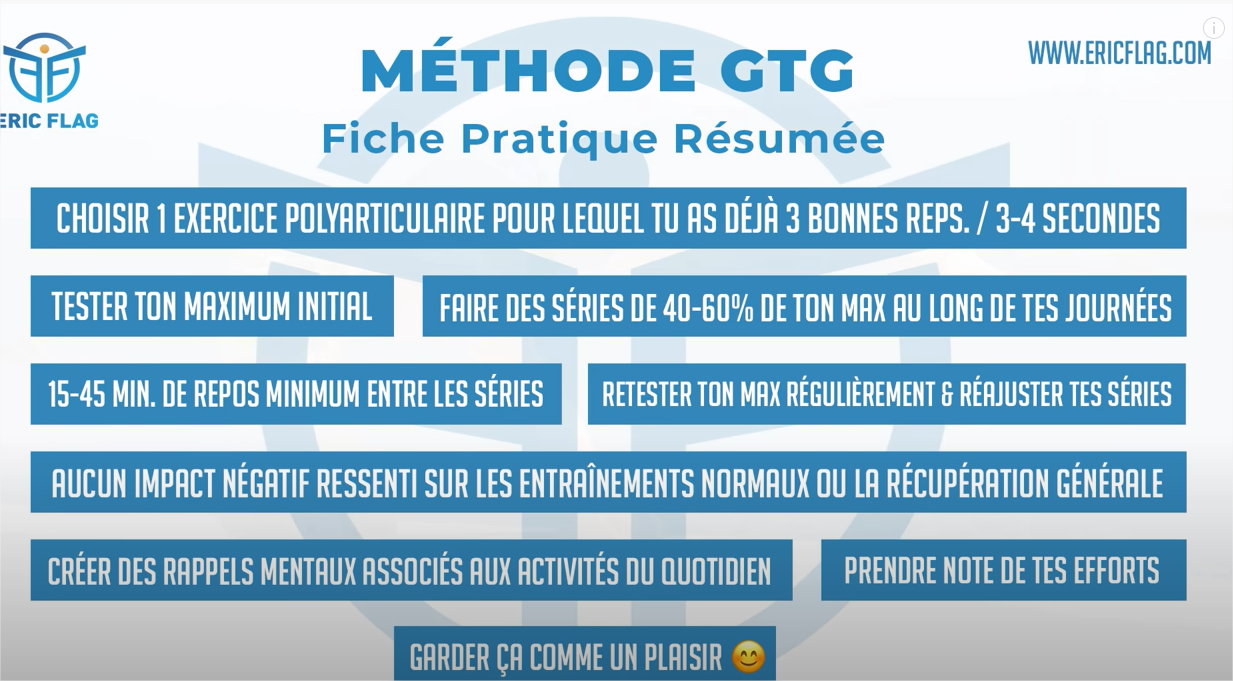 ERIC FLAG
MÉTHODE GTG
WWW.ERICFLAG.COM
Fiche Pratique Résumée
CHOISIR 1 EXERCICE POLYARTICULAIRE POUR LEQUEL TU AS DÉJÀ 3 BONNES REPS. / 3-4 SECONDES
TESTER TON MAXIMUM INITIAL
FAIRE DES SÉRIES DE 40-60% DE TON MAX AU LONG DE TES JOURNÉES
15-45 MIN. DE REPOS MINIMUM ENTRE LES SÉRIES
RETESTER TON MAX RÉGULIÈREMENT & RÉAJUSTER TES SÉRIES
AUCUN IMPACT NÉGATIF RESSENTI SUR LES ENTRAÎNEMENTS NORMAUX OU LA RÉCUPÉRATION GÉNÉRALE
CRÉER DES RAPPELS MENTAUX ASSOCIÉS AUX ACTIVITÉS DU QUOTIDIEN
PRENDRE NOTE DE TES EFFORTS
GARDER ÇA COMME UN PLAISIR 😊